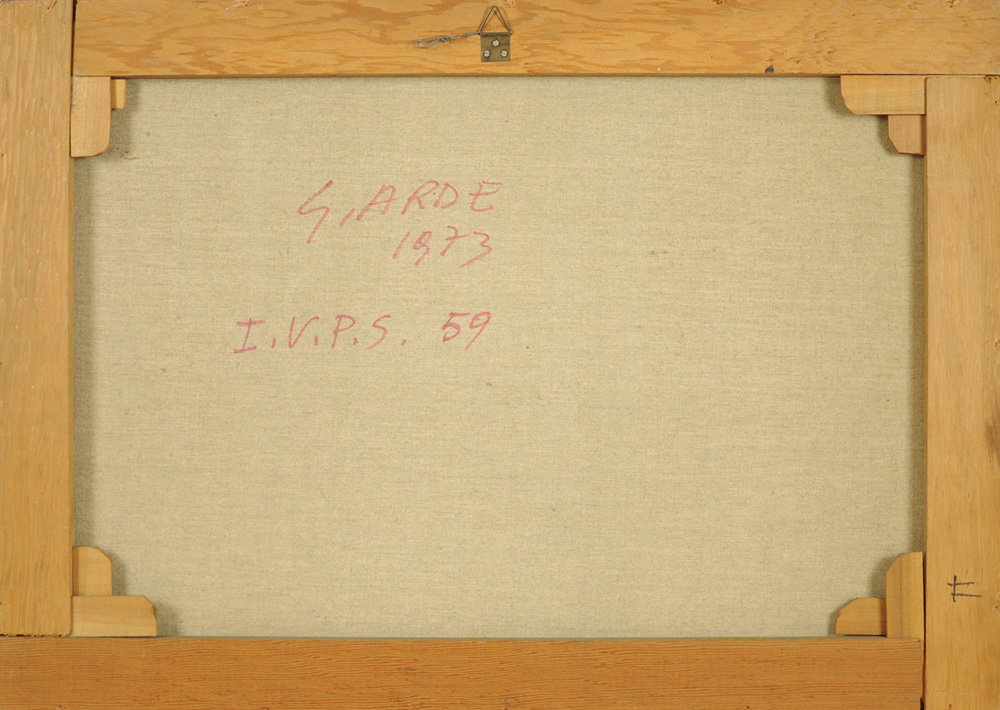 G. ARDE
1973
I.V.P.S. 59